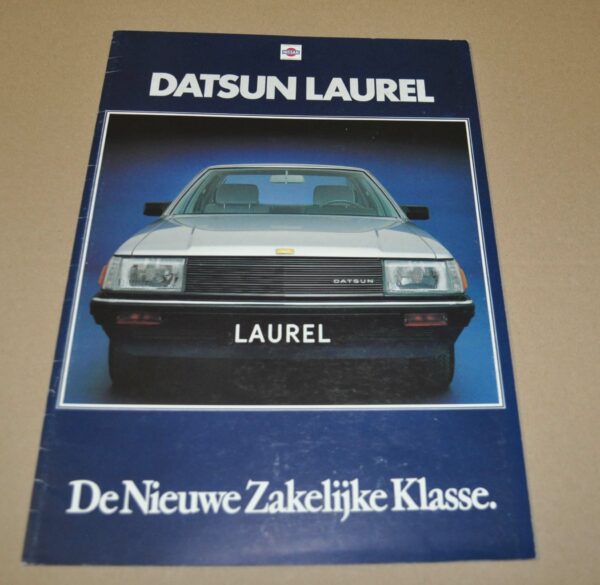 DATSUN LAUREL
DATSUN
LAUREL
De Nieuwe Zakelijke Klasse.